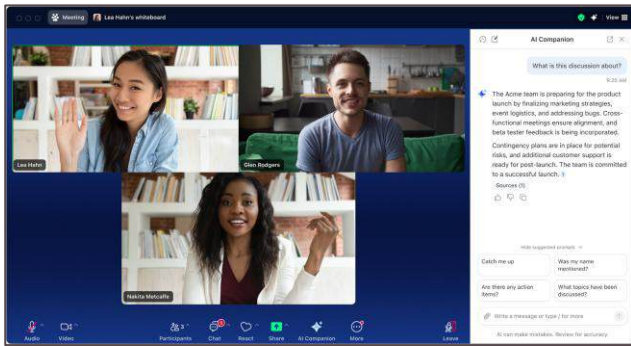 Meeting
Lea Hahn's whiteboard
View
AI Companion
What is this discussion about?
9:20 AM
The Acme team is preparing for the product
launch by finalizing marketing strategies,
event logistics, and addressing bugs. Cross-
functional meetings ensure alignment, and
beta tester feedback is being incorporated.
Contingency plans are in place for potential
risks, and additional customer support is
ready for post-launch. The team is committed
to a successful launch.
Sources (1)
Hide suggested prompts
Catch me up
Was my name
mentioned?
Are there any action
items?
What topics have been
discussed?
Write a message or type / for more
AI can make mistakes. Review for accuracy.
Lea Hahn
Glen Rodgers
Nakita Metcalfe
Audio
Video
3
Participants
Chat
React
Share
AI Companion
More
Leave